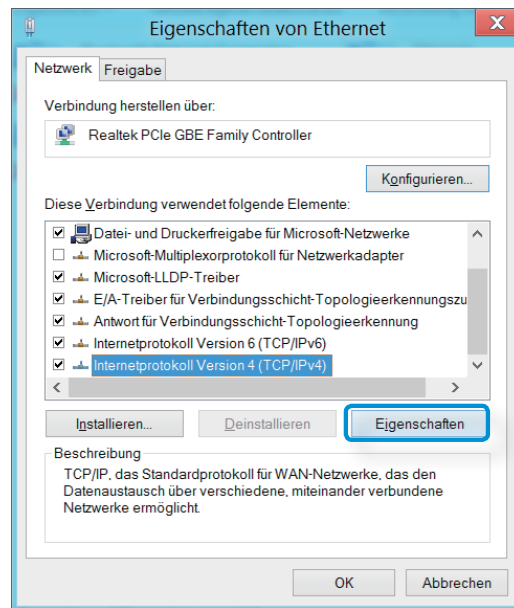 Eigenschaften von Ethernet
Netzwerk Freigabe
Verbindung herstellen über:
Realtek PCIe GBE Family Controller
Konfigurieren...
Diese Verbindung verwendet folgende Elemente:
Datei- und Druckerfreigabe für Microsoft-Netzwerke
Microsoft-Multiplexorprotokoll für Netzwerkadapter
Microsoft-LLDP-Treiber
E/A-Treiber für Verbindungsschicht-Topologieerkennungszu
Antwort für Verbindungsschicht-Topologieerkennung
Internetprotokoll Version 6 (TCP/IPv6)
Internetprotokoll Version 4 (TCP/IPv4)
Installieren... Deinstallieren Eigenschaften
Beschreibung
TCP/IP, das Standardprotokoll für WAN-Netzwerke, das den
Datenaustausch über verschiedene, miteinander verbundene
Netzwerke ermöglicht.
OK Abbrechen